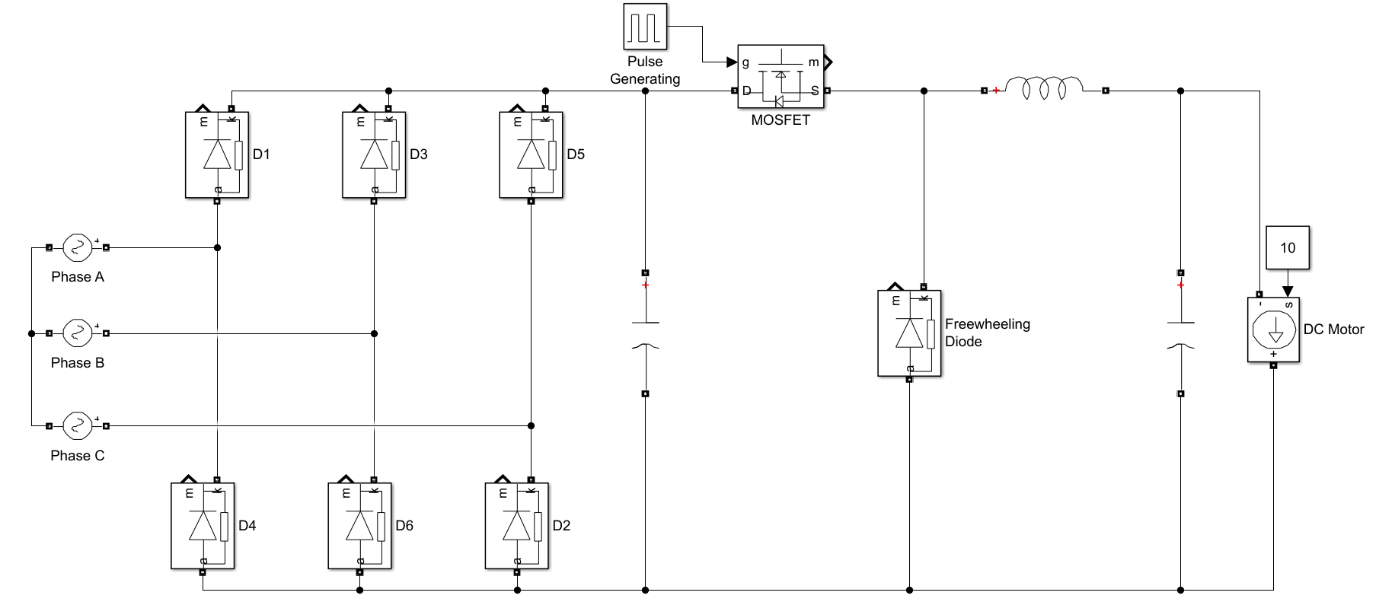 Pulse
Generating
g
m
D
S
MOSFET
m
k
a
D1
m
k
a
D3
m
k
a
D5
+
Phase A
+
Phase B
+
Phase C
+
+
+
10
m
k
a
Freewheeling
Diode
-
s
+
DC Motor
m
k
a
D4
m
k
a
D6
m
k
a
D2